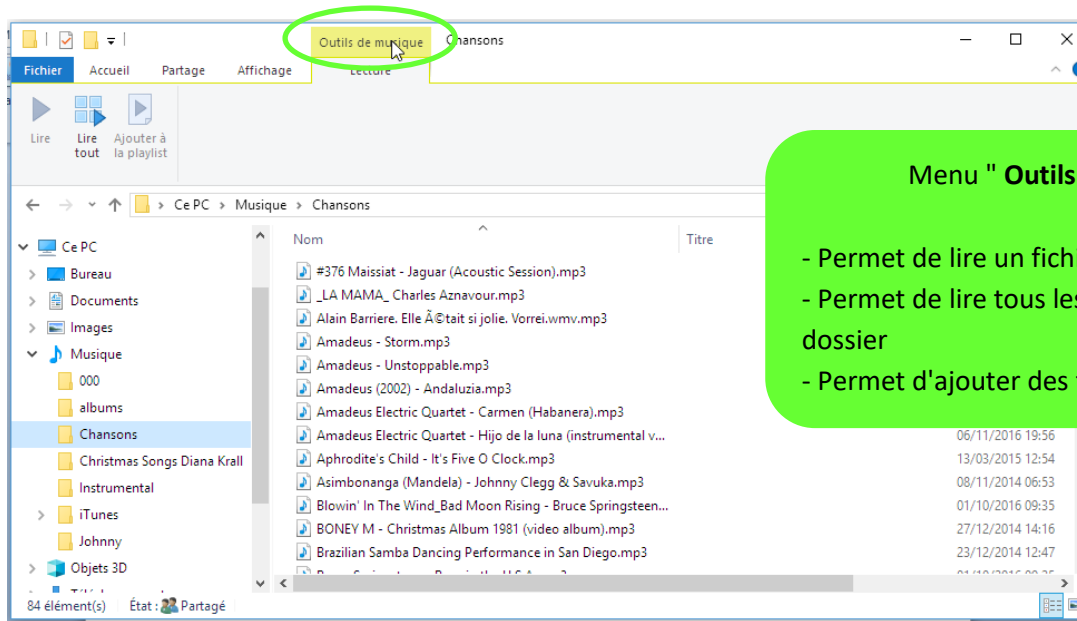 Outils de musique Chansons
Fichier Accueil Partage Affichage Lecture
Lire
Lire tout
Ajouter à la playlist
Ce PC > Musique > Chansons
Ce PC
Bureau
Documents
Images
Musique
000
albums
Chansons
Christmas Songs Diana Krall
Instrumental
iTunes
Johnny
Objets 3D
Nom Titre
#376 Maissiat - Jaguar (Acoustic Session).mp3
_LA MAMA_ Charles Aznavour.mp3
Alain Barriere. Elle Ã©tait si jolie. Vorrei.wmv.mp3
Amadeus - Storm.mp3
Amadeus - Unstoppable.mp3
Amadeus (2002) - Andaluzia.mp3
Amadeus Electric Quartet - Carmen (Habanera).mp3
Amadeus Electric Quartet - Hijo de la luna (instrumental v... 06/11/2016 19:56
Aphrodite's Child - It's Five O Clock.mp3 13/03/2015 12:54
Asimbonanga (Mandela) - Johnny Clegg & Savuka.mp3 08/11/2014 06:53
Blowin' In The Wind_Bad Moon Rising - Bruce Springsteen... 01/10/2016 09:35
BONEY M - Christmas Album 1981 (video album).mp3 27/12/2014 14:16
Brazilian Samba Dancing Performance in San Diego.mp3 23/12/2014 12:47
Menu " Outils
- Permet de lire un fich
- Permet de lire tous les
dossier
- Permet d'ajouter des
84 élément(s) État : Partagé